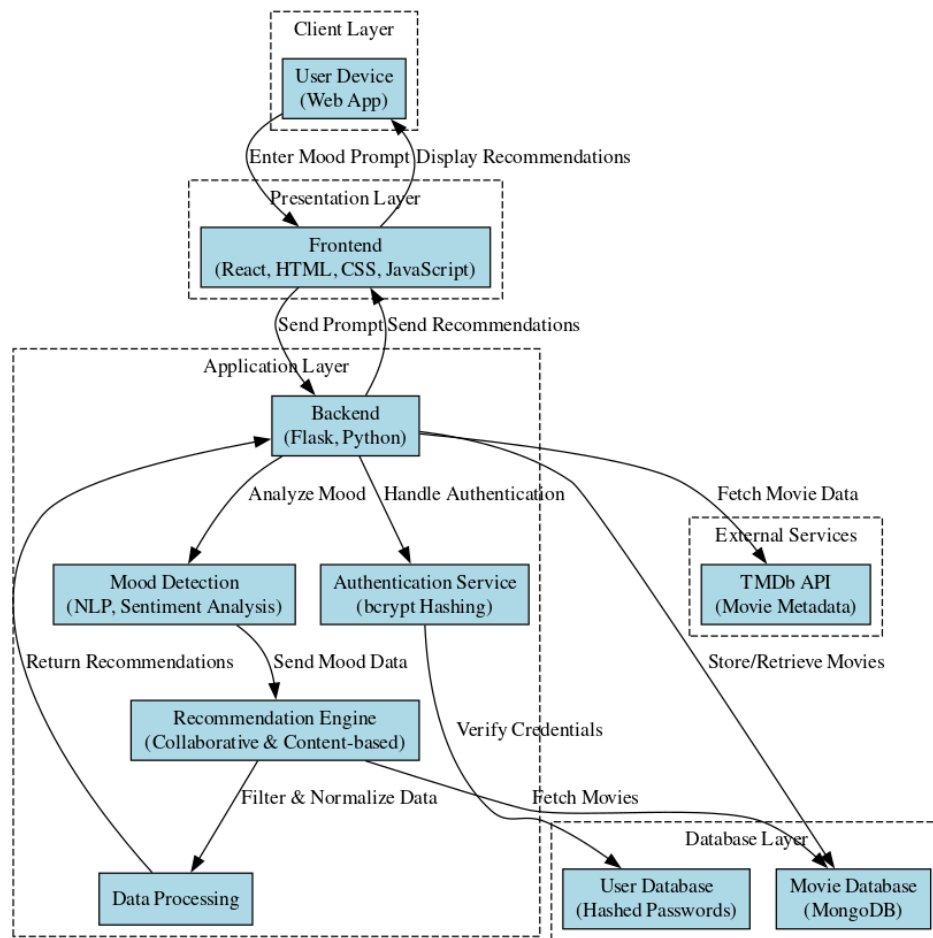 Client Layer
User Device
(Web App)
Enter Mood Prompt
Display Recommendations
Presentation Layer
Frontend
(React, HTML, CSS, JavaScript)
Send Prompt
Send Recommendations
Application Layer
Backend
(Flask, Python)
Analyze Mood
Handle Authentication
Fetch Movie Data
External Services
Mood Detection
(NLP, Sentiment Analysis)
Authentication Service
(bcrypt Hashing)
TMDb API
(Movie Metadata)
Return Recommendations
Send Mood Data
Store/Retrieve Movies
Recommendation Engine
(Collaborative & Content-based)
Verify Credentials
Filter & Normalize Data
Fetch Movies
Database Layer
Data Processing
User Database
(Hashed Passwords)
Movie Database
(MongoDB)